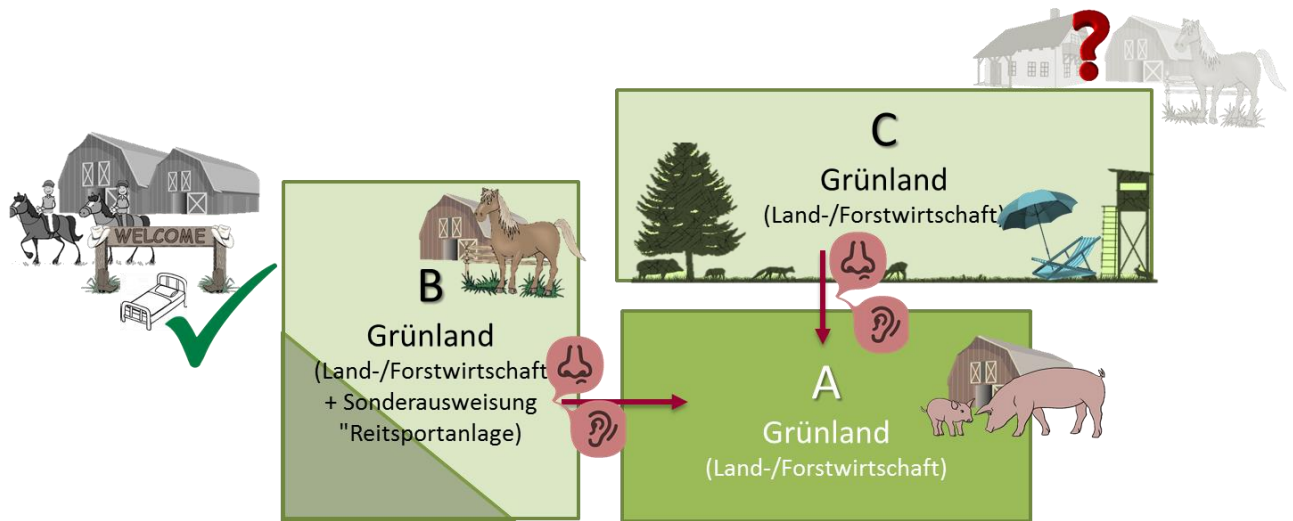 ?
C
Grünland
(Land-/Forstwirtschaft)
WELCOME
B
Grünland
(Land-/Forstwirtschaft
+ Sonderausweisung
"Reitsportanlage)
A
Grünland
(Land-/Forstwirtschaft)